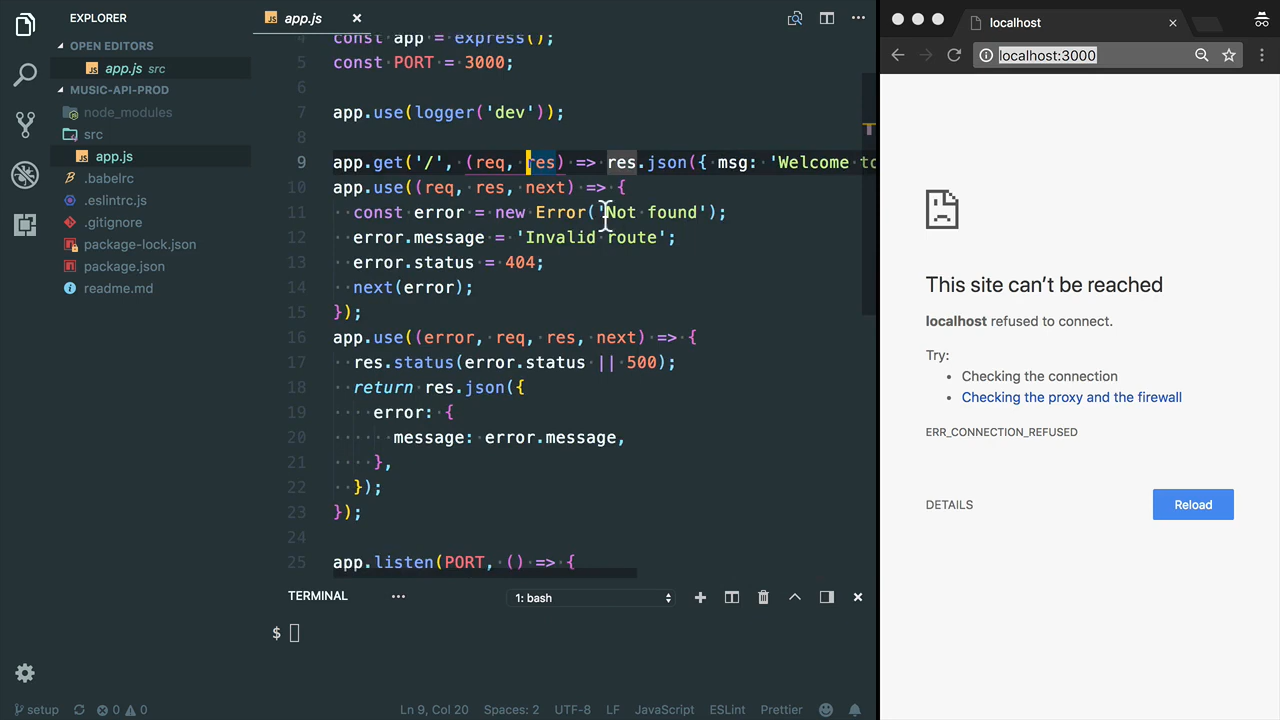 EXPLORER
OPEN EDITORS
app.js src
MUSIC-API-PROD
node_modules
src
app.js
.babelrc
.eslintrc.js
.gitignore
package-lock.json
package.json
readme.md
app.js
4 const app = express();
5 const PORT = 3000;
6
7 app.use(logger('dev'));
8
9 app.get('/', (req, res) => res.json({ msg: 'Welcome to
10 app.use((req, res, next) => {
11 const error = new Error('Not found');
12 error.message = 'Invalid route';
13 error.status = 404;
14 next(error);
15 });
16 app.use((error, req, res, next) => {
17 res.status(error.status || 500);
18 return res.json({
19 error: {
20 message: error.message,
21 },
22 });
23 });
24
25 app.listen(PORT, () => {
TERMINAL
1: bash
$
setup 0 0 Ln 9, Col 20 Spaces: 2 UTF-8 LF JavaScript ESLint Prettier
localhost
localhost:3000
This site can’t be reached
localhost refused to connect.
Try:
• Checking the connection
• Checking the proxy and the firewall
ERR_CONNECTION_REFUSED
DETAILS
Reload